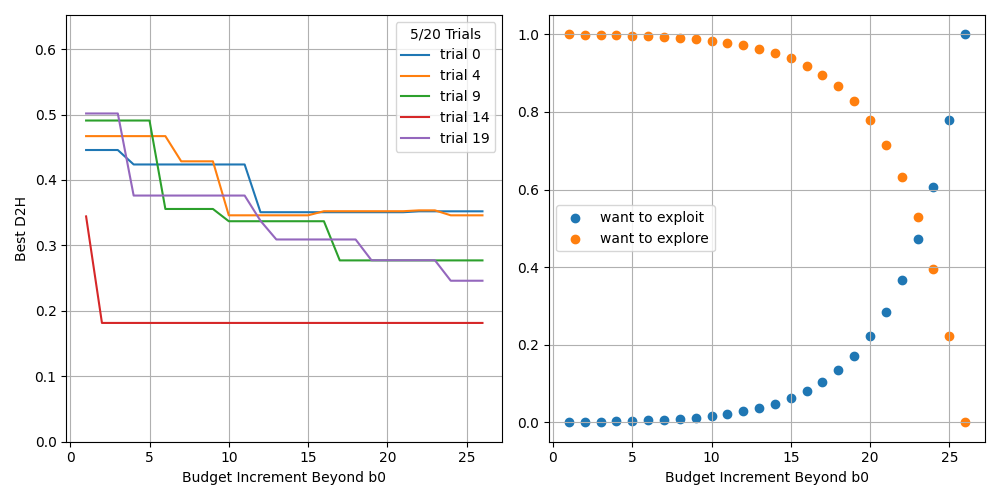 5/20 Trials
trial 0
trial 4
trial 9
trial 14
trial 19
Best D2H
0.6
0.5
0.4
0.3
0.2
0.1
0.0
0 5 10 15 20 25
Budget Increment Beyond b0
1.0
0.8
0.6
0.4
0.2
0.0
want to exploit
want to explore
0 5 10 15 20 25
Budget Increment Beyond b0